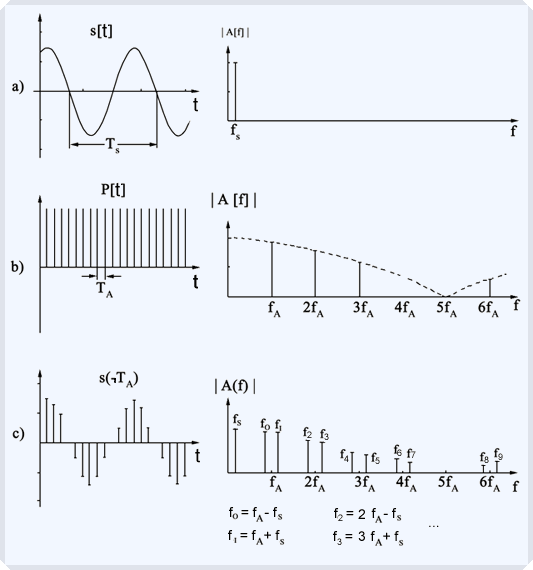 s[t]
|A[f]|
a)
t
T_s
f_s
f
P[t]
|A [f]|
b)
T_A
t
f_A 2f_A 3f_A 4f_A 5f_A 6f_A f
s(¬T_A)
|A(f)|
c)
t
f_s f_0 f_1 f_2 f_3 f_4 f_5 f_6 f_7 f_8 f_9
f_A 2f_A 3f_A 4f_A 5f_A 6f_A f
f_0 = f_A - f_s f_2 = 2 f_A - f_s
...
f_1 = f_A + f_s f_3 = 3 f_A + f_s